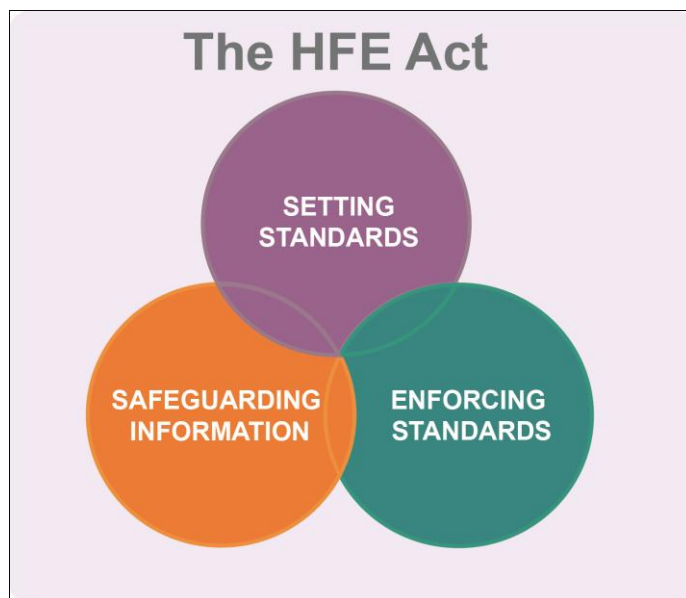 The HFE Act
SETTING
STANDARDS
SAFEGUARDING
INFORMATION
ENFORCING
STANDARDS